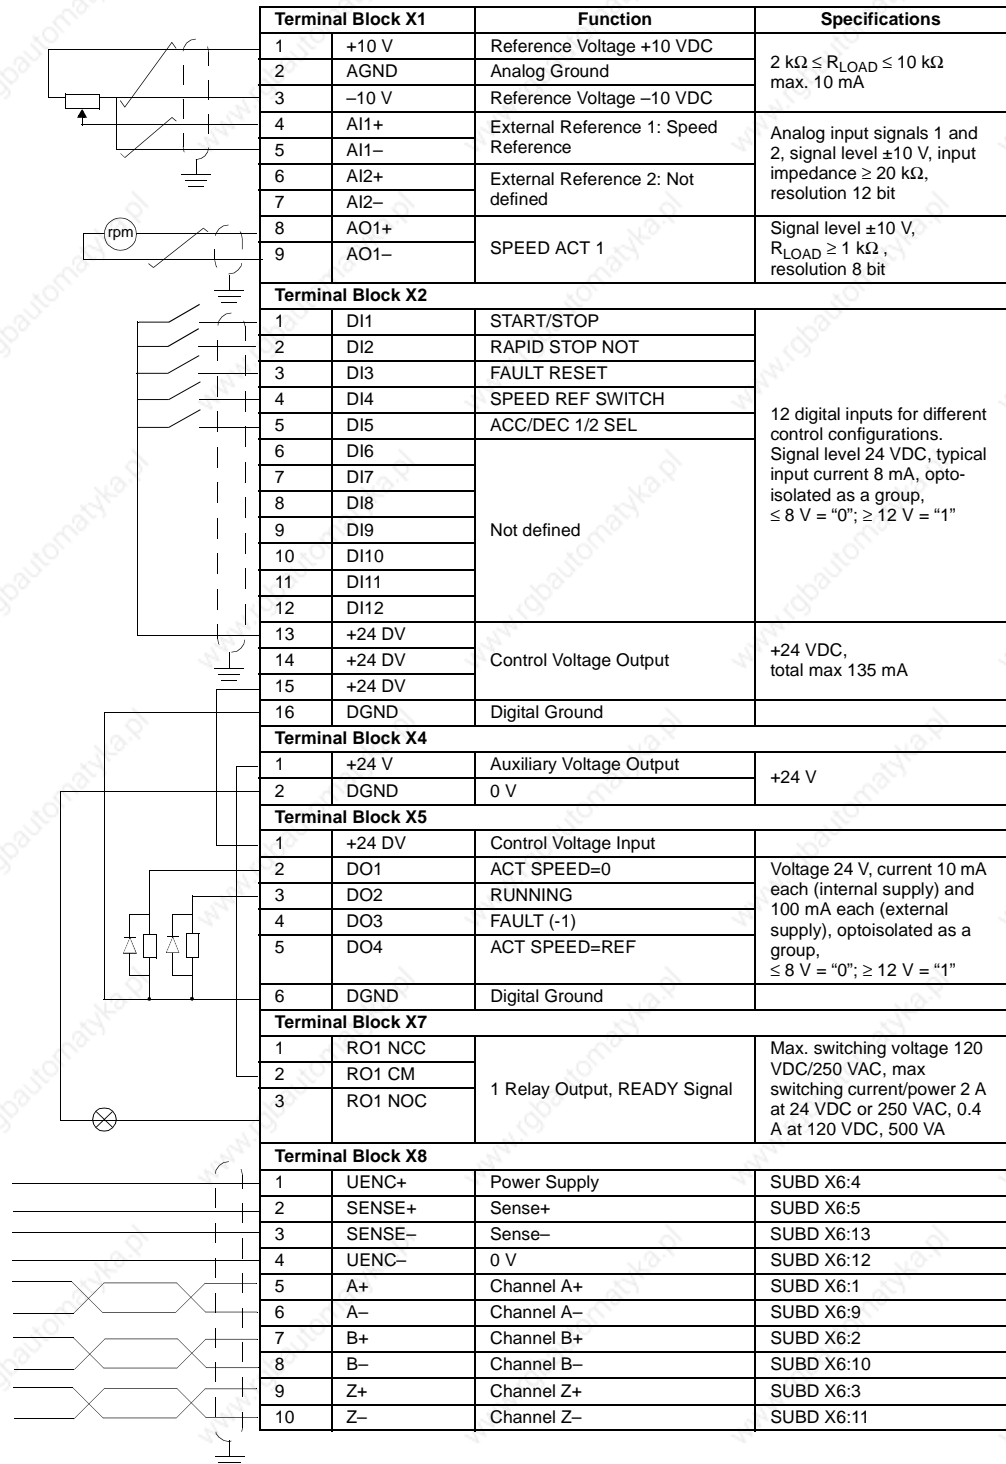 Terminal Block X1 Function Specifications
1 +10 V Reference Voltage +10 VDC
2 kΩ ≤ RLOAD ≤ 10 kΩ
max. 10 mA
2 AGND Analog Ground
3 –10 V Reference Voltage –10 VDC
4 AI1+ External Reference 1: Speed
Reference
5 AI1–
Analog input signals 1 and
2, signal level ±10 V, input
impedance ≥ 20 kΩ,
resolution 12 bit
6 AI2+ External Reference 2: Not
defined
7 AI2–
rpm
8 AO1+
9 AO1–
SPEED ACT 1
Signal level ±10 V,
RLOAD ≥ 1 kΩ ,
resolution 8 bit
Terminal Block X2
1 DI1 START/STOP
2 DI2 RAPID STOP NOT
3 DI3 FAULT RESET
4 DI4 SPEED REF SWITCH
5 DI5 ACC/DEC 1/2 SEL
12 digital inputs for different
control configurations.
Signal level 24 VDC, typical
input current 8 mA, opto-
isolated as a group,
≤ 8 V = “0”; ≥ 12 V = “1”
6 DI6
7 DI7
8 DI8
9 DI9 Not defined
10 DI10
11 DI11
12 DI12
13 +24 DV
14 +24 DV Control Voltage Output
+24 VDC,
total max 135 mA
15 +24 DV
16 DGND Digital Ground
Terminal Block X4
1 +24 V Auxiliary Voltage Output
+24 V
2 DGND 0 V
Terminal Block X5
1 +24 DV Control Voltage Input
2 DO1 ACT SPEED=0
3 DO2 RUNNING
4 DO3 FAULT (-1)
5 DO4 ACT SPEED=REF
Voltage 24 V, current 10 mA
each (internal supply) and
100 mA each (external
supply), optoisolated as a
group,
≤ 8 V = “0”; ≥ 12 V = “1”
6 DGND Digital Ground
Terminal Block X7
1 RO1 NCC
2 RO1 CM
3 RO1 NOC
1 Relay Output, READY Signal
Max. switching voltage 120
VDC/250 VAC, max
switching current/power 2 A
at 24 VDC or 250 VAC, 0.4
A at 120 VDC, 500 VA
Terminal Block X8
1 UENC+ Power Supply SUBD X6:4
2 SENSE+ Sense+ SUBD X6:5
3 SENSE– Sense– SUBD X6:13
4 UENC– 0 V SUBD X6:12
5 A+ Channel A+ SUBD X6:1
6 A– Channel A– SUBD X6:9
7 B+ Channel B+ SUBD X6:2
8 B– Channel B– SUBD X6:10
9 Z+ Channel Z+ SUBD X6:3
10 Z– Channel Z– SUBD X6:11
www.rgbautomatyka.pl